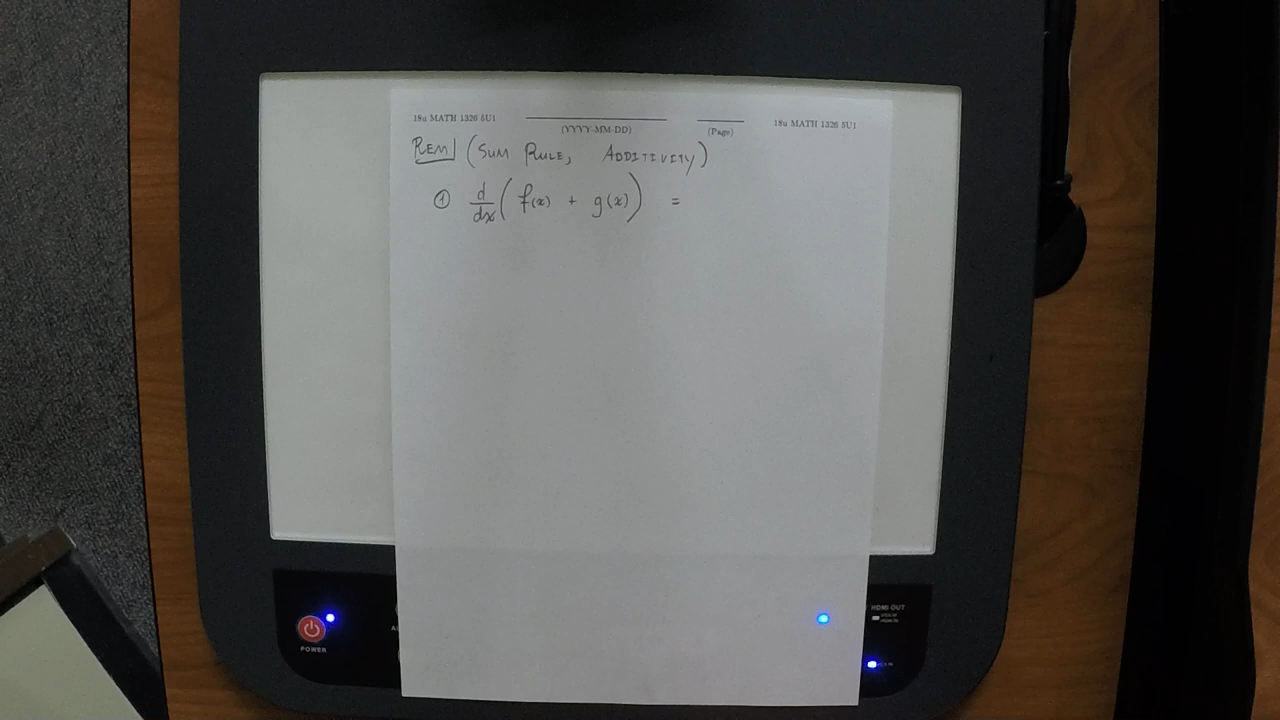 18u MATH 1326 5U1 (YYYY-MM-DD) (Page) 18u MATH 1326 5U1
REM (SUM RULE, ADDITIVITY)
① d/dx ( f(x) + g(x) ) =
POWER
HDMI OUT